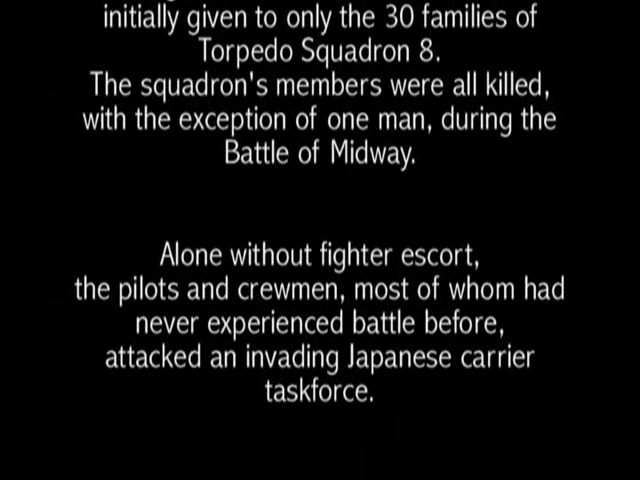 initially given to only the 30 families of
Torpedo Squadron 8.
The squadron's members were all killed,
with the exception of one man, during the
Battle of Midway.
Alone without fighter escort,
the pilots and crewmen, most of whom had
never experienced battle before,
attacked an invading Japanese carrier
taskforce.